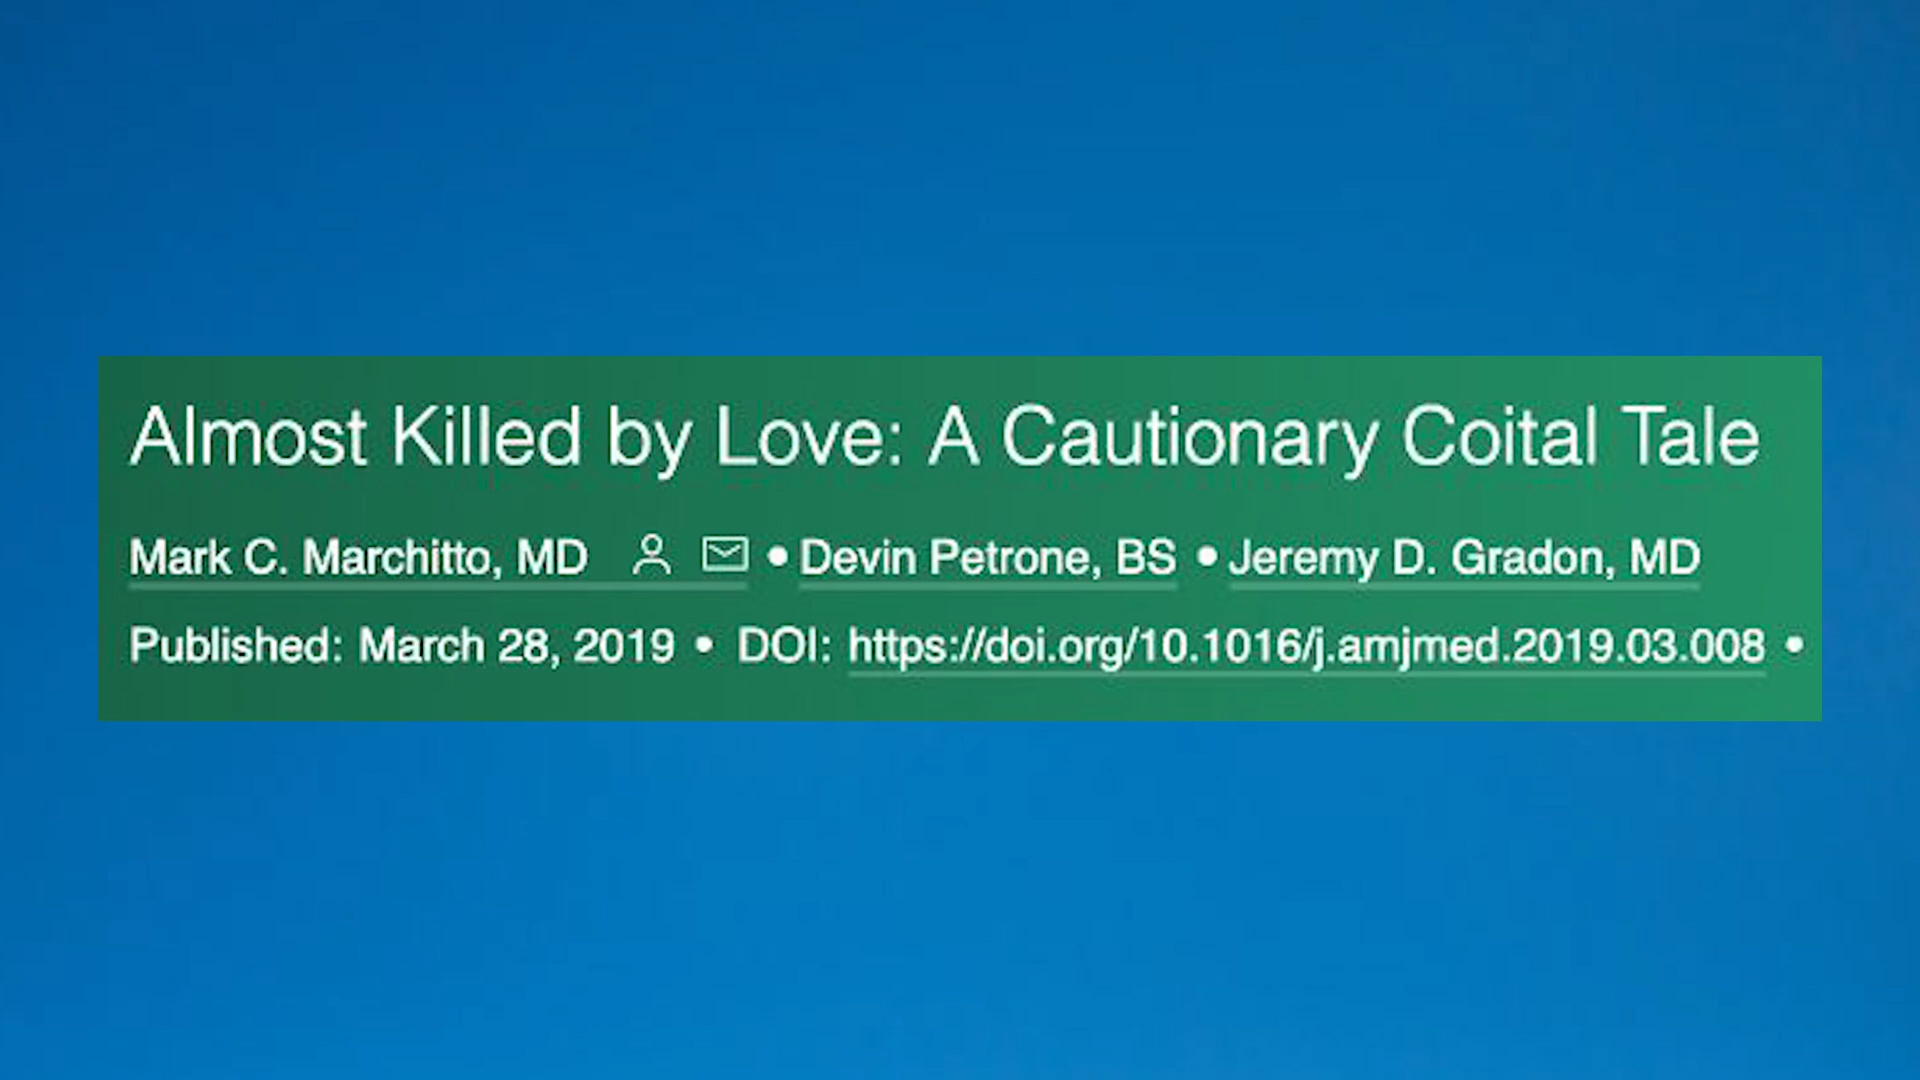 Almost Killed by Love: A Cautionary Coital Tale
Mark C. Marchitto, MD • Devin Petrone, BS • Jeremy D. Gradon, MD
Published: March 28, 2019 • DOI: https://doi.org/10.1016/j.amjmed.2019.03.008 •